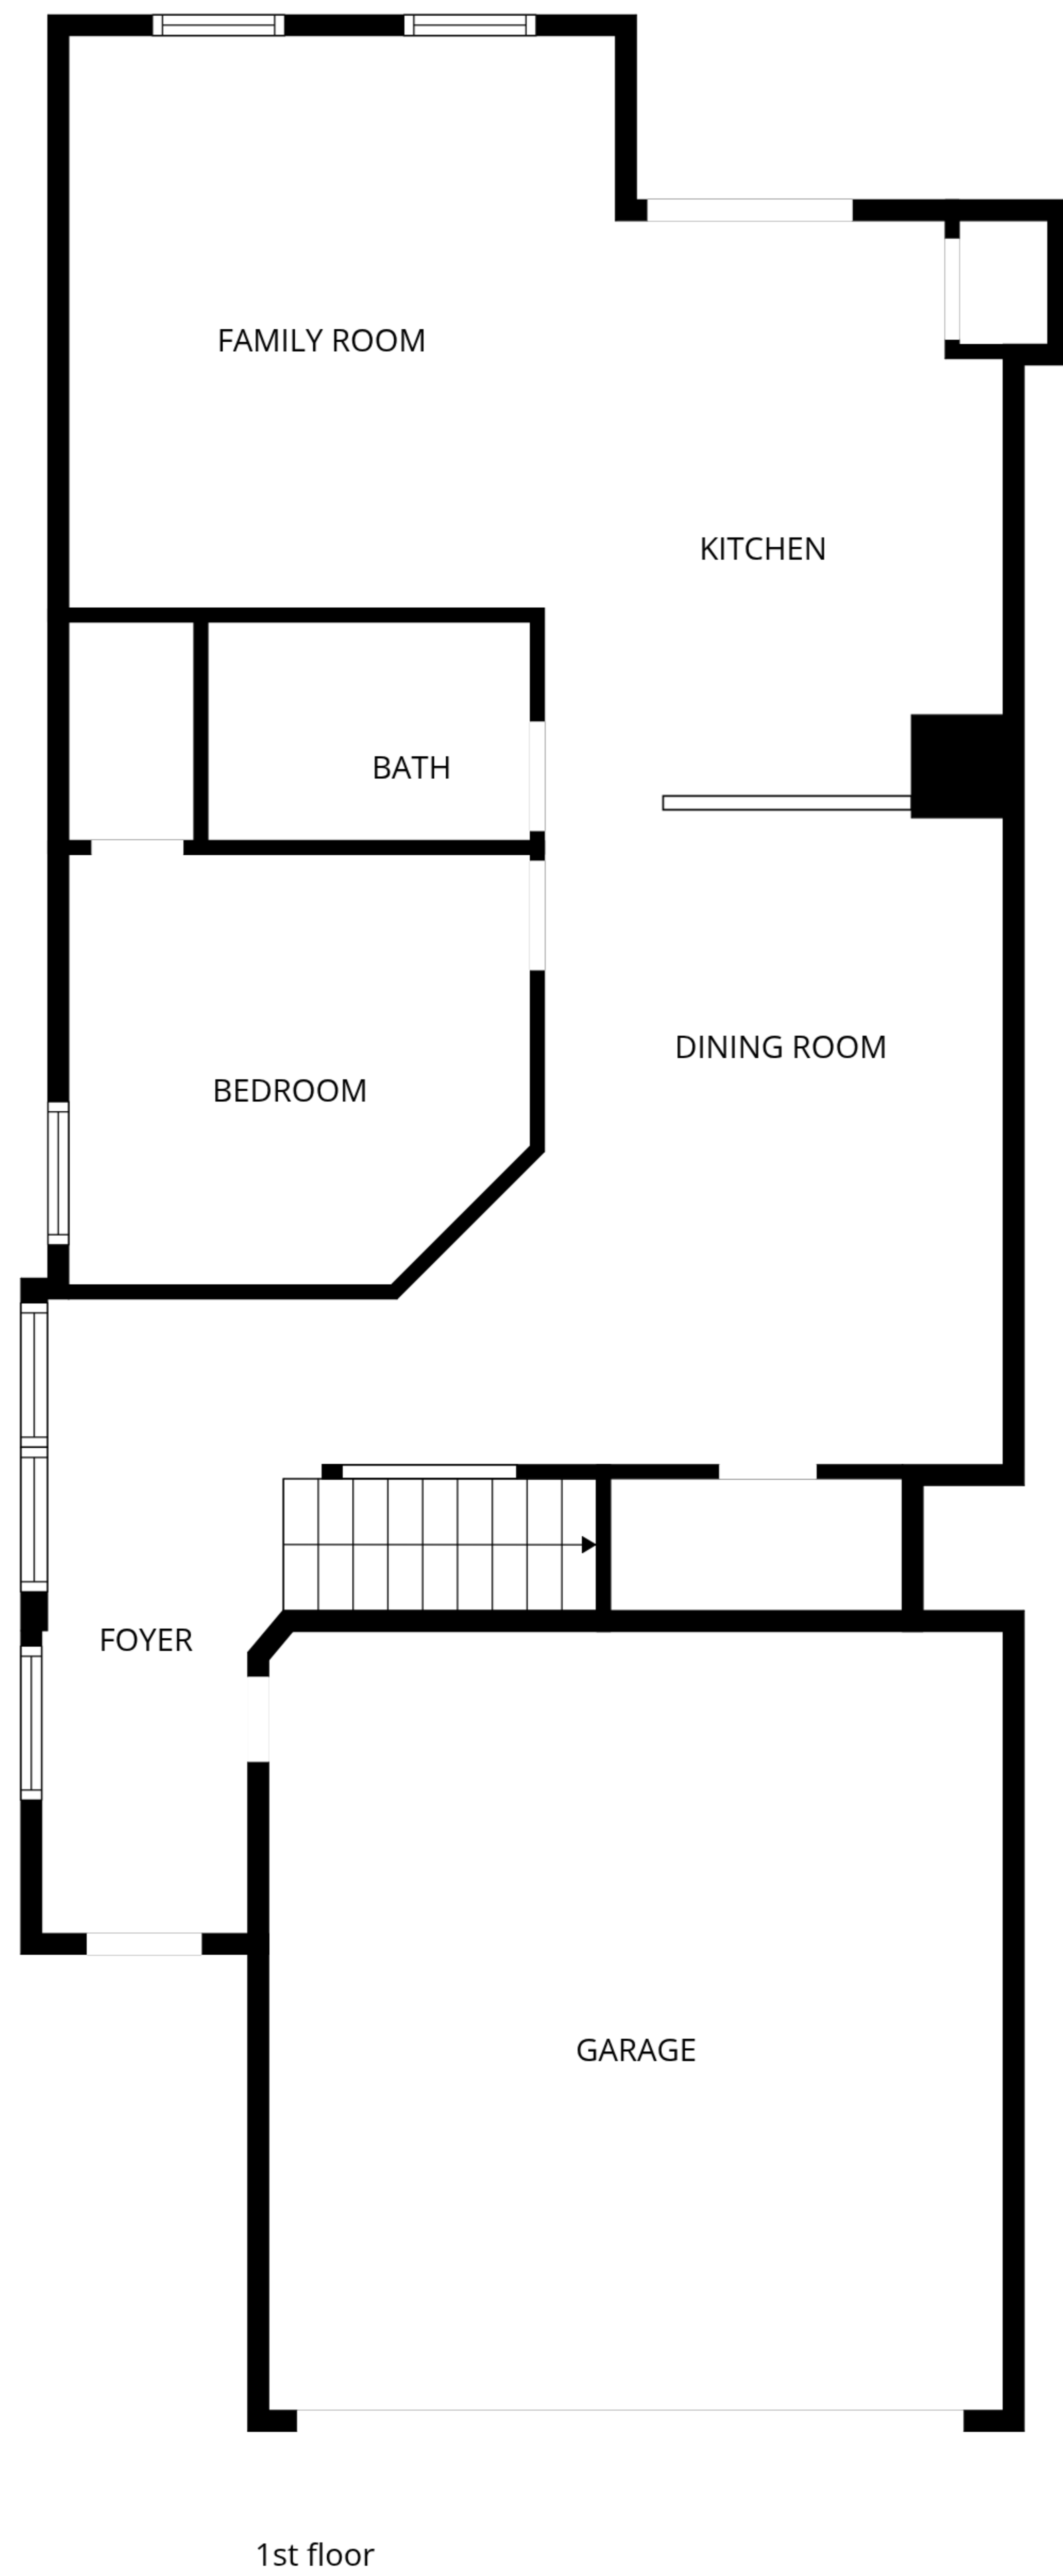 FAMILY ROOM
KITCHEN
BATH
DINING ROOM
BEDROOM
FOYER
GARAGE
1st floor